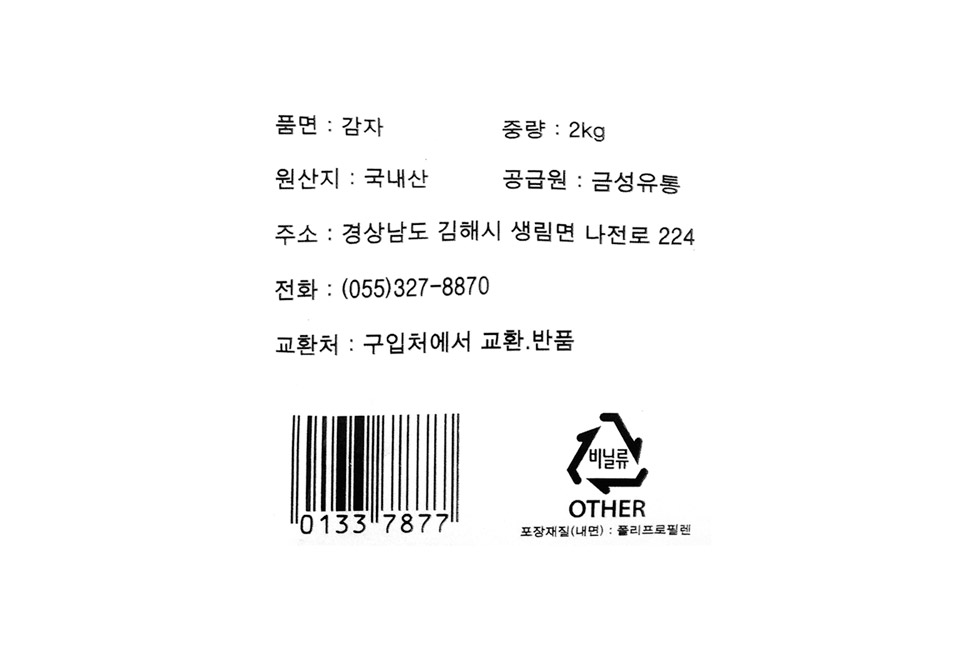 품면 : 감자 중량 : 2kg
원산지 : 국내산 공급원 : 금성유통
주소 : 경상남도 김해시 생림면 나전로 224
전화 : (055)327-8870
교환처 : 구입처에서 교환.반품
비닐류
OTHER
0133 7877
포장재질(내면) : 폴리프로필렌